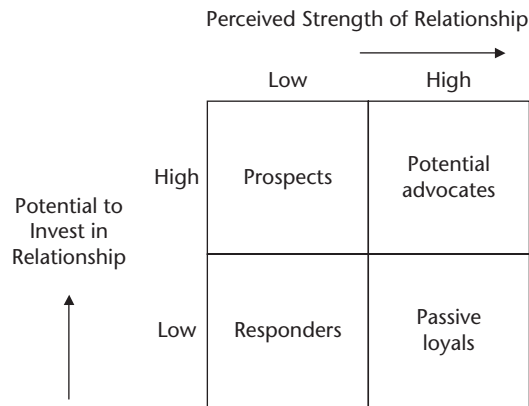 Perceived Strength of Relationship
Low High
High
Prospects
Potential
advocates
Potential to
Invest in
Relationship
Low
Responders
Passive
loyals